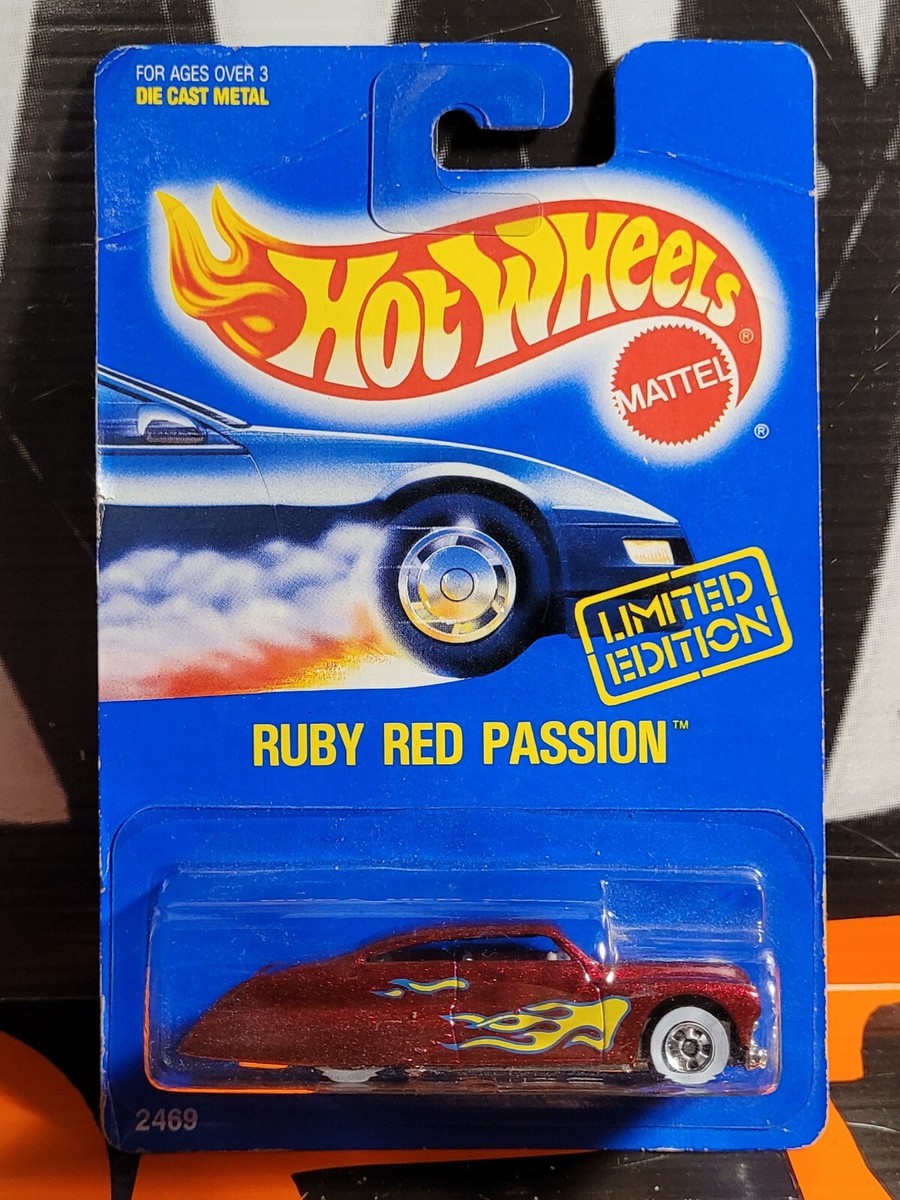 FOR AGES OVER 3
DIE CAST METAL
HOT WHEELS ®
MATTEL ®
LIMITED
EDITION
RUBY RED PASSION™
2469